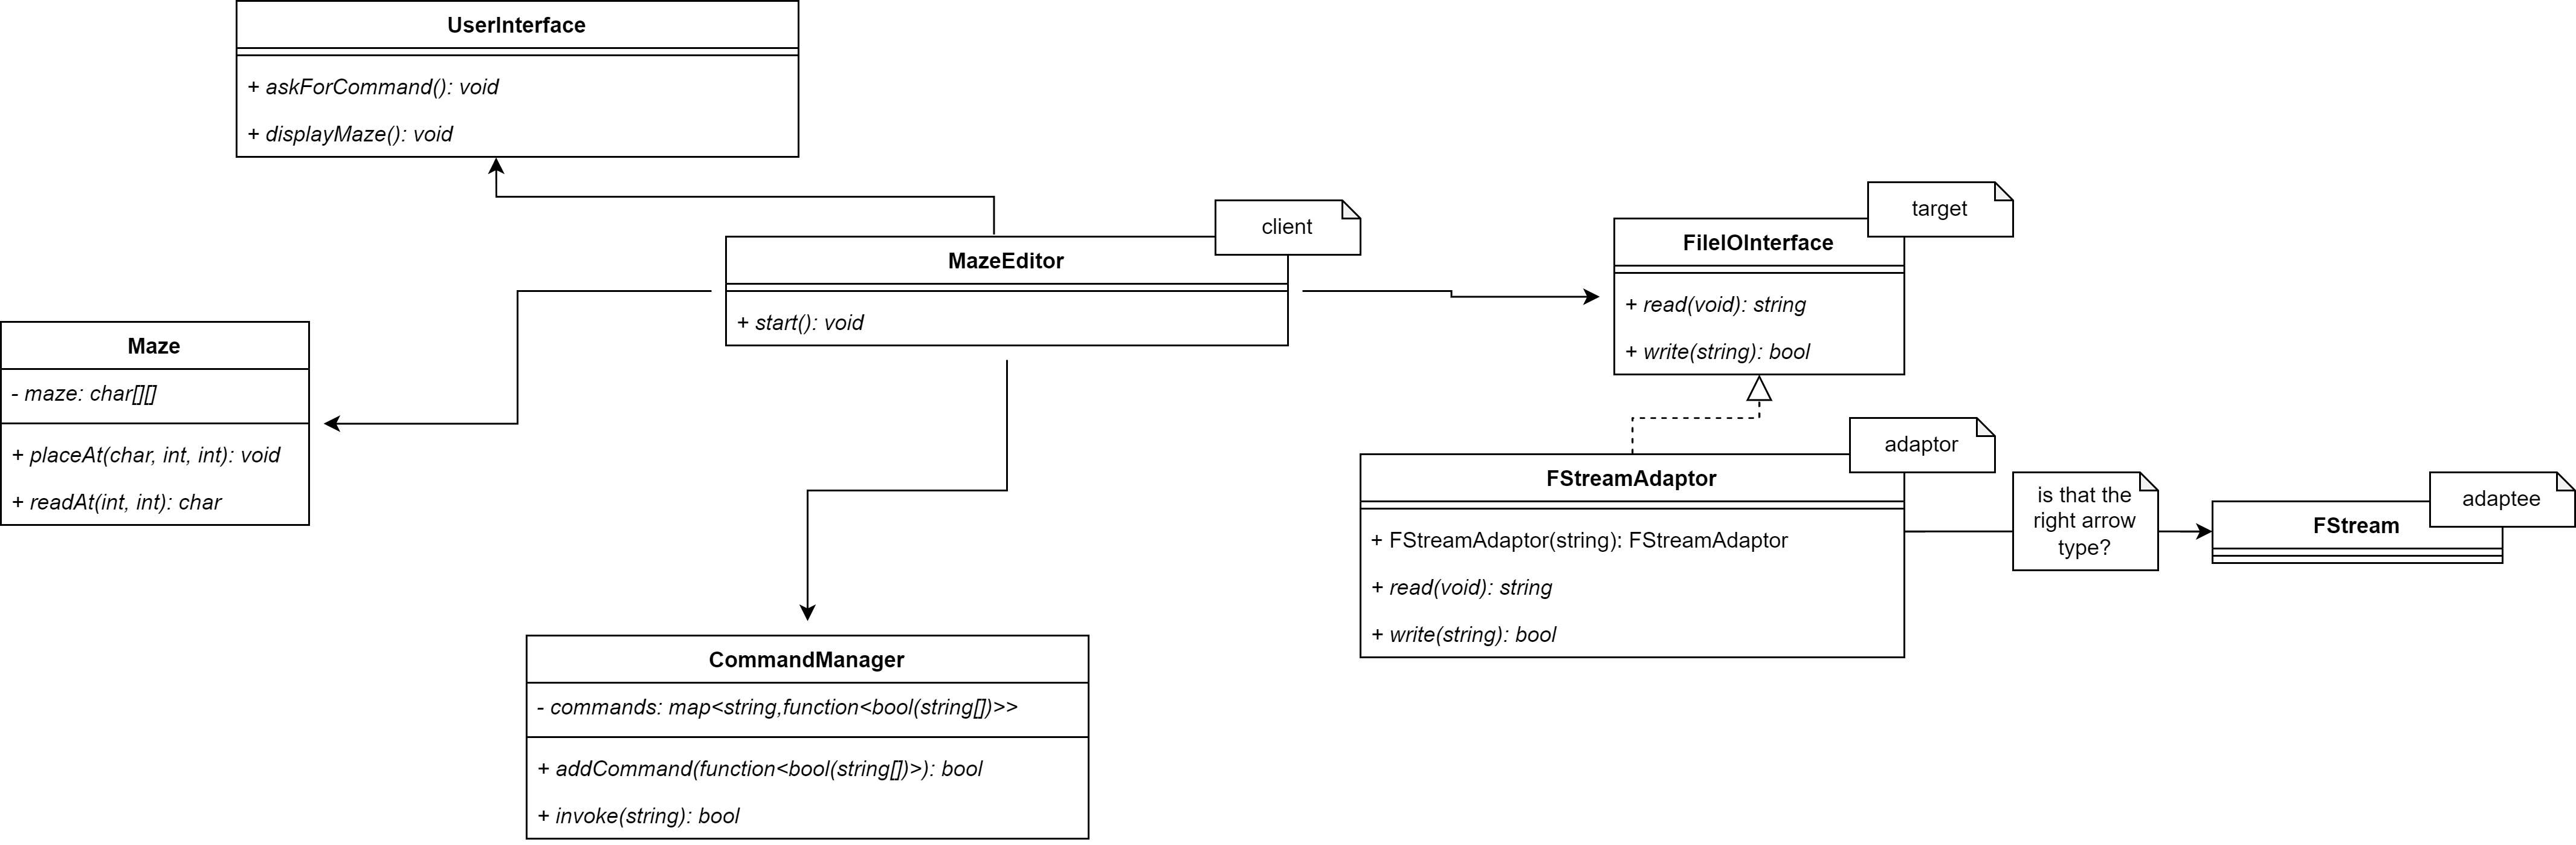 UserInterface
+ askForCommand(): void
+ displayMaze(): void
client
MazeEditor
+ start(): void
target
FileIOInterface
+ read(void): string
+ write(string): bool
Maze
- maze: char[][]
+ placeAt(char, int, int): void
+ readAt(int, int): char
adaptor
FStreamAdaptor
+ FStreamAdaptor(string): FStreamAdaptor
+ read(void): string
+ write(string): bool
is that the
right arrow
type?
adaptee
FStream
CommandManager
- commands: map<string,function<bool(string[])>>
+ addCommand(function<bool(string[])>): bool
+ invoke(string): bool